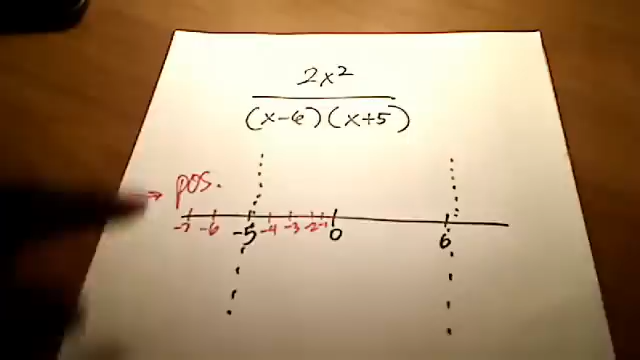 2x²
(x-6)(x+5)
→ pos.
-7 -6 -5 -4 -3 -2 -1 0 6